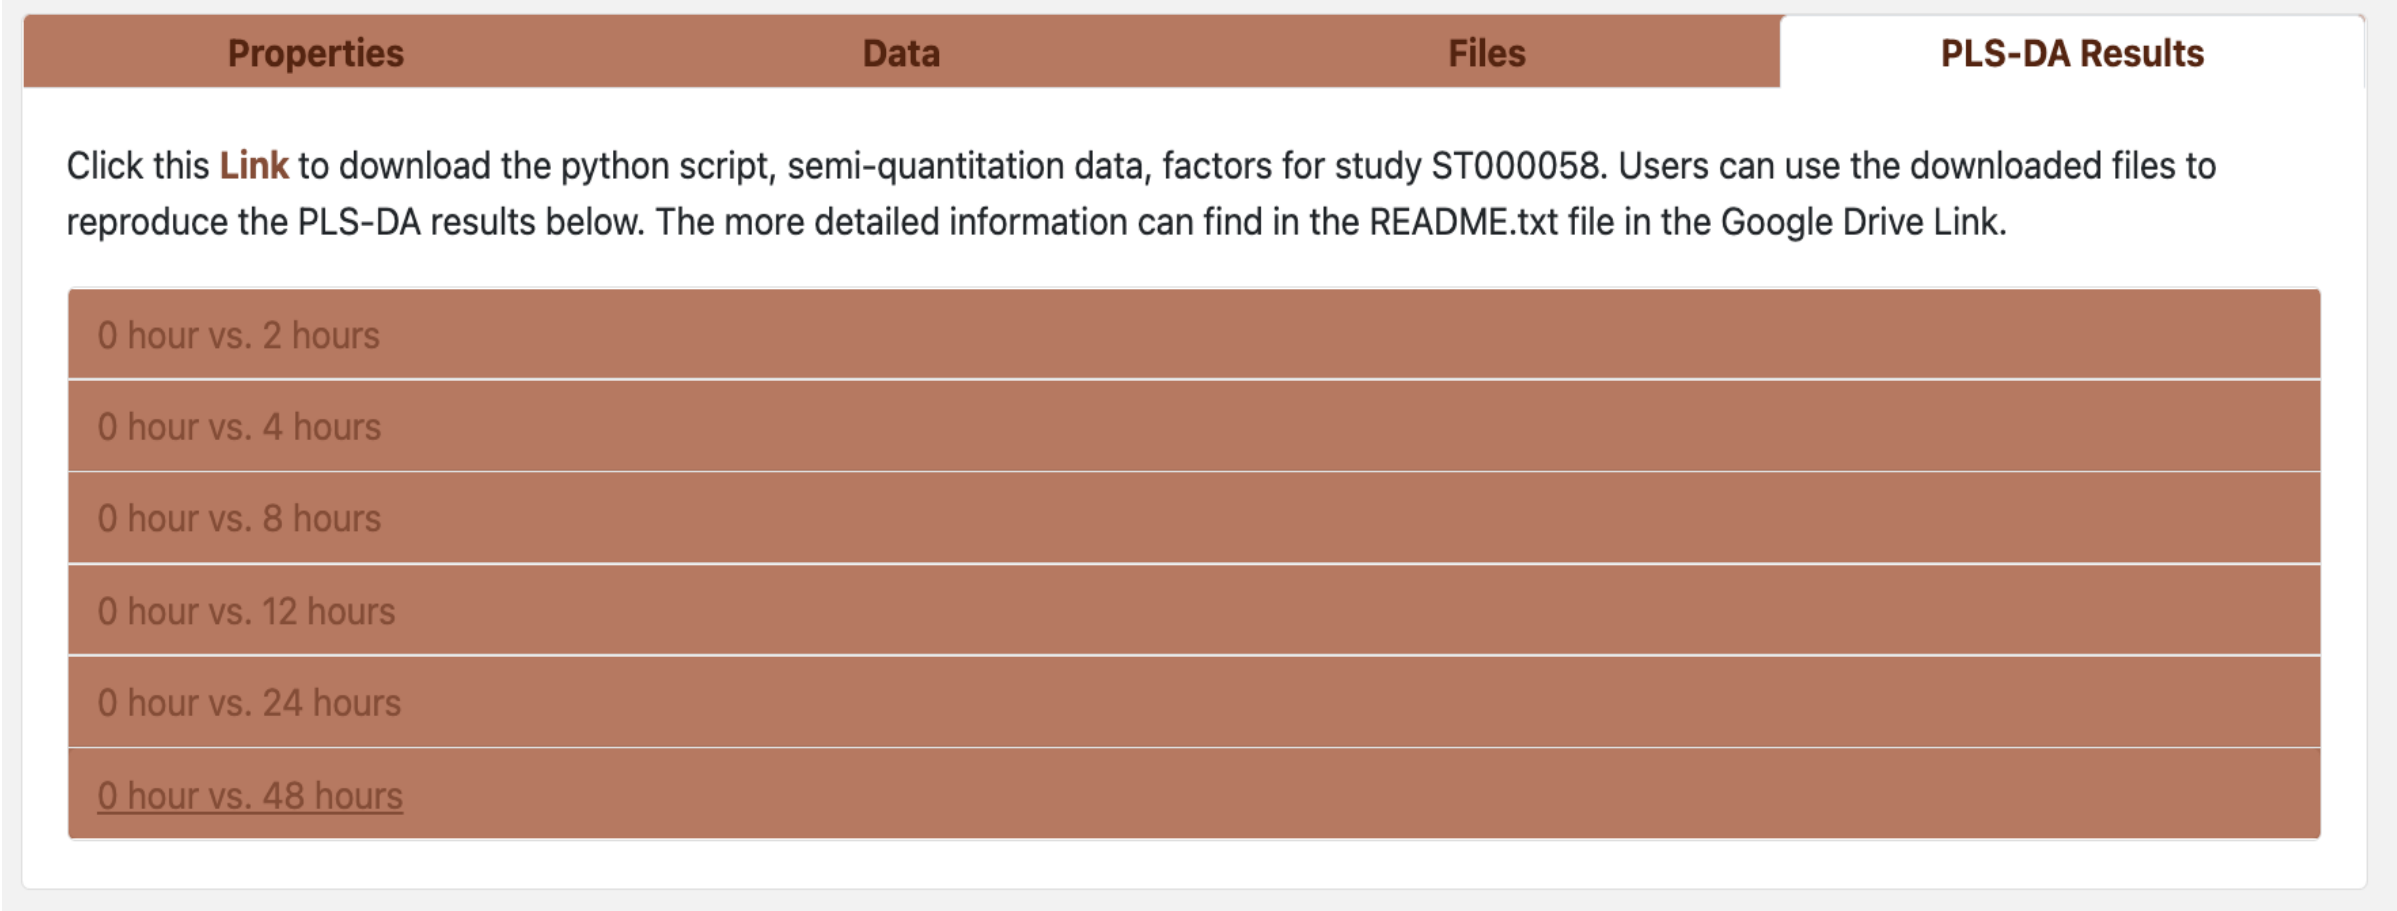 Properties Data Files PLS-DA Results
Click this Link to download the python script, semi-quantitation data, factors for study ST000058. Users can use the downloaded files to
reproduce the PLS-DA results below. The more detailed information can find in the README.txt file in the Google Drive Link.
0 hour vs. 2 hours
0 hour vs. 4 hours
0 hour vs. 8 hours
0 hour vs. 12 hours
0 hour vs. 24 hours
0 hour vs. 48 hours